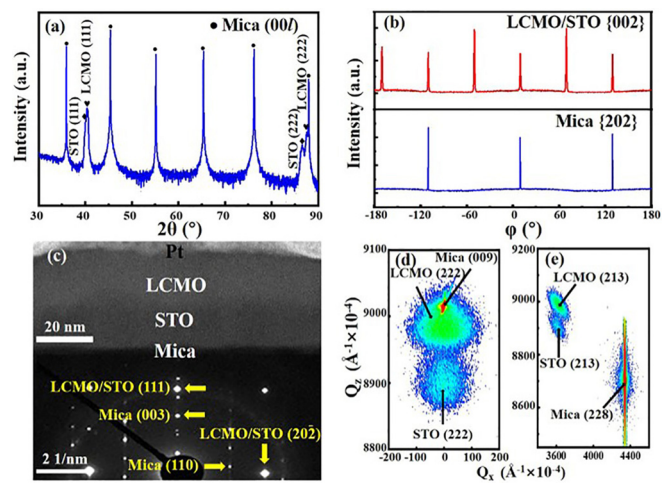 (a)
● Mica (00l)
STO (111)
LCMO (111)
STO (222)
LCMO (222)
Intensity (a.u.)
30 40 50 60 70 80 90
2θ (°)
(b)
LCMO/STO {002}
Mica {202}
Intensity (a.u.)
-180 -120 -60 0 60 120 180
φ (°)
(c)
Pt
LCMO
STO
20 nm
Mica
LCMO/STO (111)
Mica (003)
LCMO/STO (202̄)
Mica (110)
2 1/nm
(d)
Mica (009)
LCMO (222)
STO (222)
9100
9000
8900
8800
Qz (Å⁻¹×10⁻⁴)
-200 -100 0 100 200
(e)
LCMO (213)
STO (213)
Mica (228)
9200
9000
8800
8600
3600 4000 4400
Qx (Å⁻¹×10⁻⁴)